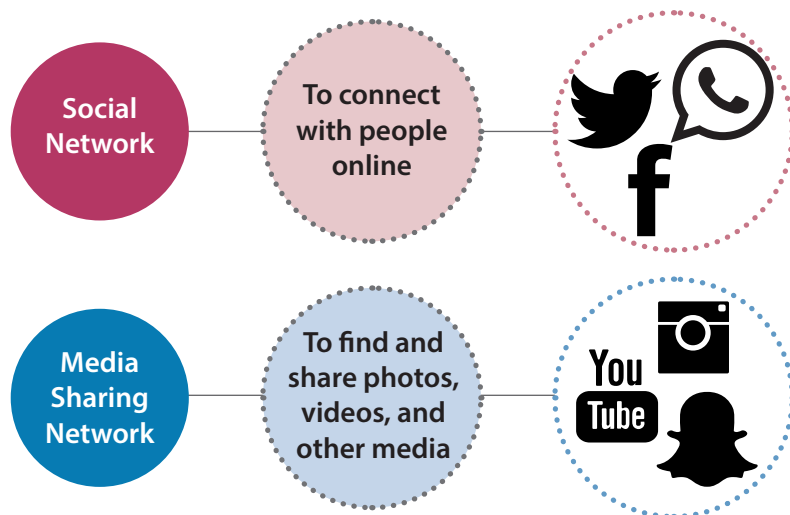 Social
Network
To connect
with people
online
Media
Sharing
Network
To find and
share photos,
videos, and
other media
You
Tube